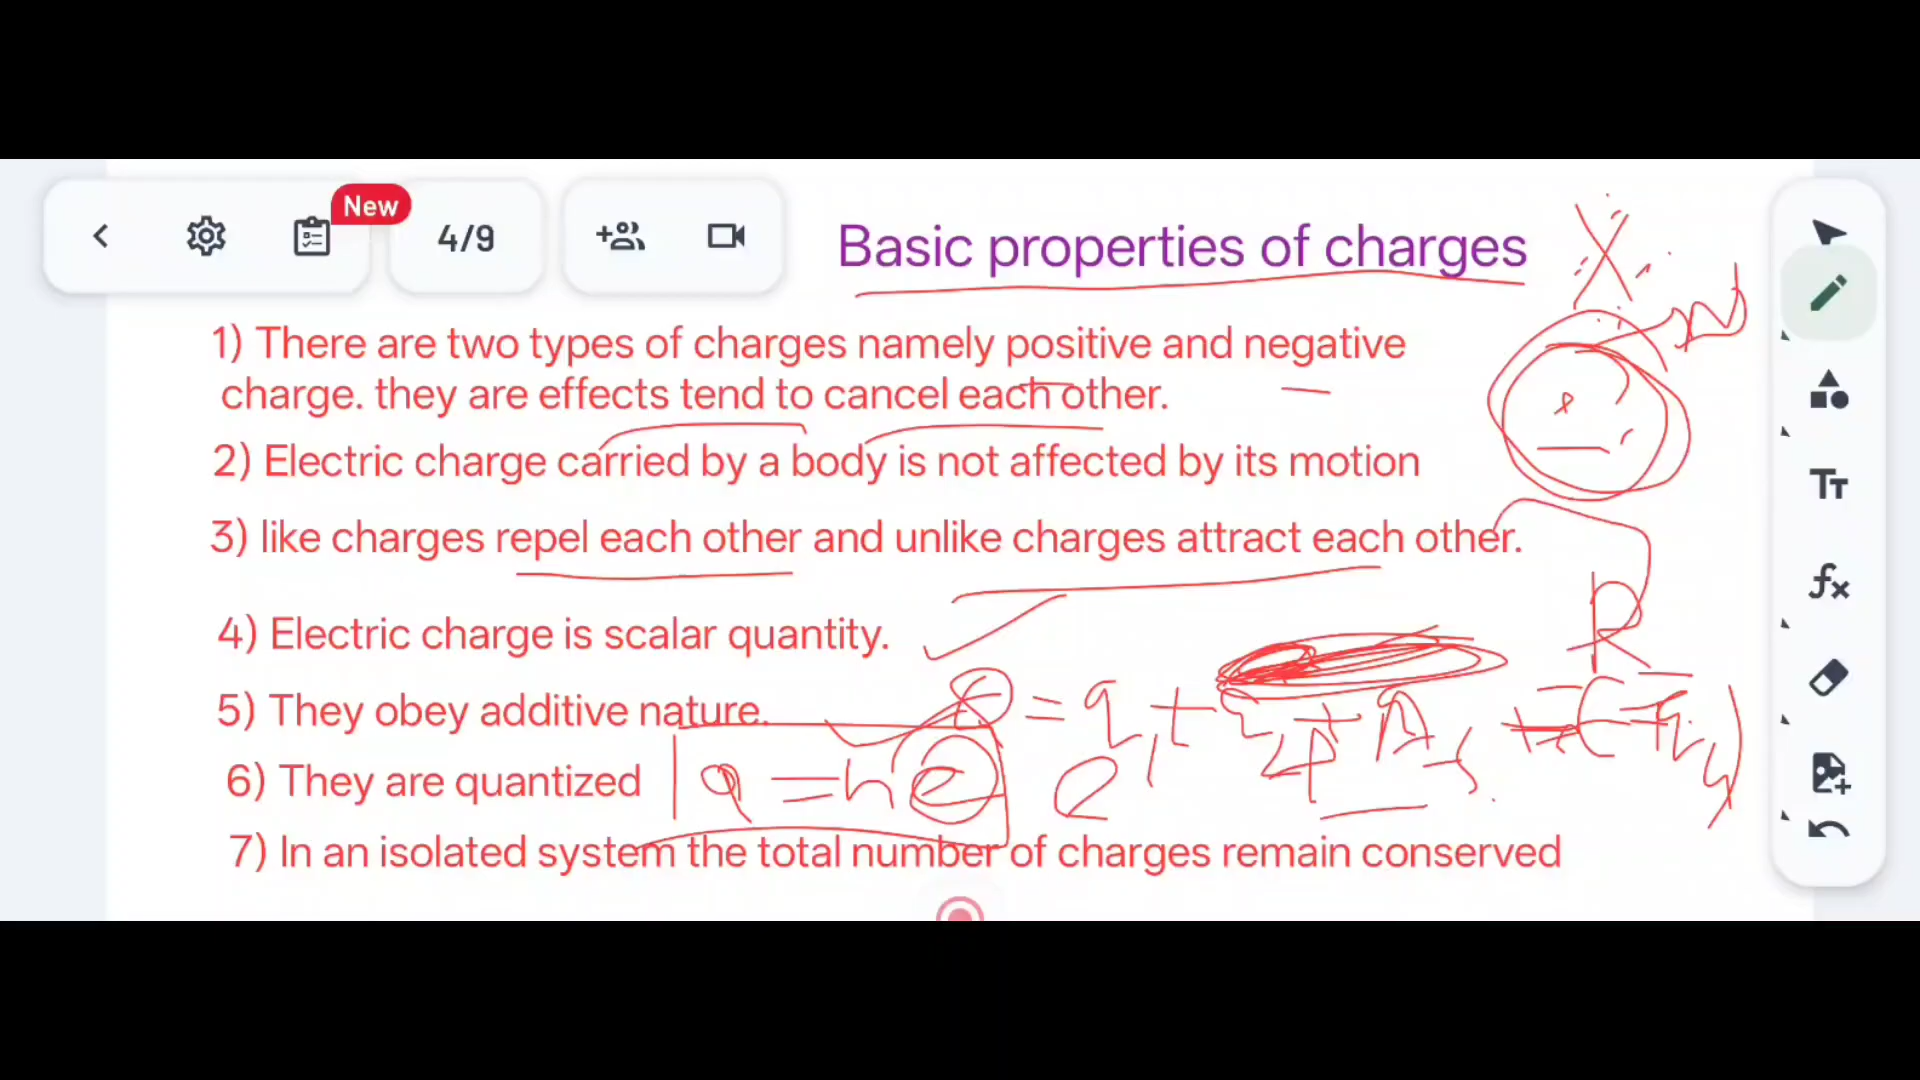 New
4/9
Basic properties of charges
1) There are two types of charges namely positive and negative
charge. they are effects tend to cancel each other.
2) Electric charge carried by a body is not affected by its motion
3) like charges repel each other and unlike charges attract each other.
4) Electric charge is scalar quantity.
5) They obey additive nature.
6) They are quantized
q = ne
7) In an isolated system the total number of charges remain conserved